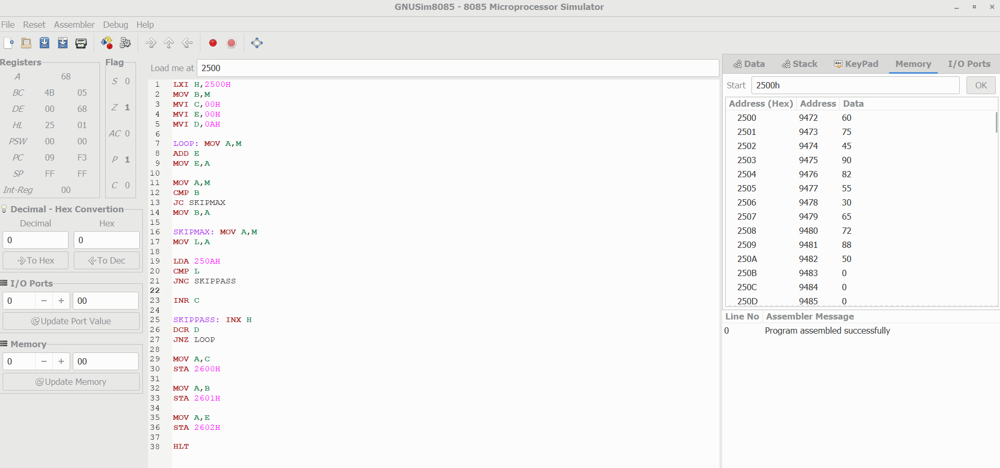 GNUSim8085 - 8085 Microprocessor Simulator
File Reset Assembler Debug Help
Registers
A 68
BC 4B 05
DE 00 68
HL 25 01
PSW 00 00
PC 09 F3
SP FF FF
Int-Reg 00
Flag
S 0
Z 1
AC 0
P 1
C 0
Decimal - Hex Convertion
Decimal Hex
0 0
To Hex To Dec
I/O Ports
0 − + 00
Update Port Value
Memory
0 − + 00
Update Memory
Load me at 2500
1 LXI H,2500H
2 MOV B,M
3 MVI C,00H
4 MVI E,00H
5 MVI D,0AH
6
7 LOOP: MOV A,M
8 ADD E
9 MOV E,A
10
11 MOV A,M
12 CMP B
13 JC SKIPMAX
14 MOV B,A
15
16 SKIPMAX: MOV A,M
17 MOV L,A
18
19 LDA 250AH
20 CMP L
21 JNC SKIPPASS
22
23 INR C
24
25 SKIPPASS: INX H
26 DCR D
27 JNZ LOOP
28
29 MOV A,C
30 STA 2600H
31
32 MOV A,B
33 STA 2601H
34
35 MOV A,E
36 STA 2602H
37
38 HLT
Data Stack Abc KeyPad Memory I/O Ports
Start 2500h OK
Address (Hex) Address Data
2500 9472 60
2501 9473 75
2502 9474 45
2503 9475 90
2504 9476 82
2505 9477 55
2506 9478 30
2507 9479 65
2508 9480 72
2509 9481 88
250A 9482 50
250B 9483 0
250C 9484 0
250D 9485 0
Line No Assembler Message
0 Program assembled successfully